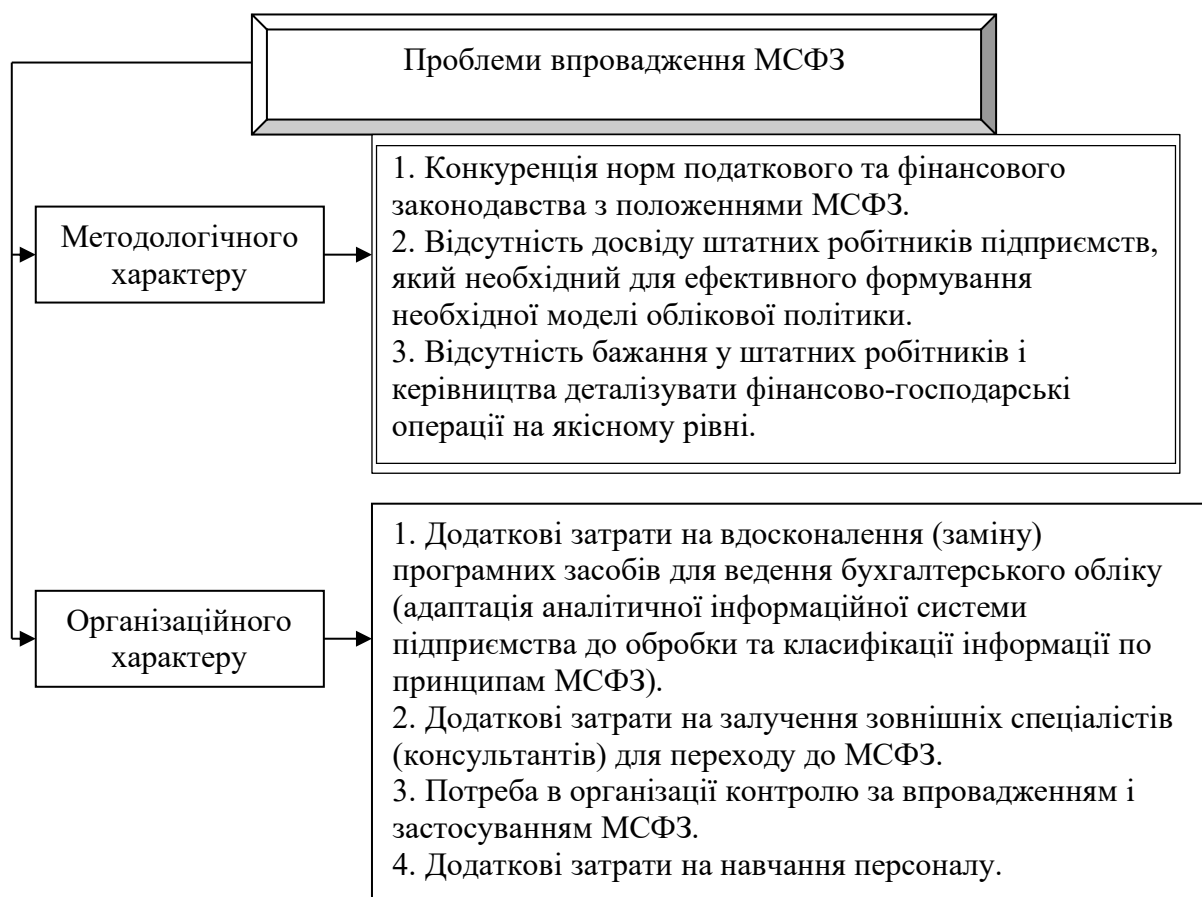 Проблеми впровадження МСФЗ
Методологічного
характеру
1. Конкуренція норм податкового та фінансового
законодавства з положеннями МСФЗ.
2. Відсутність досвіду штатних робітників підприємств,
який необхідний для ефективного формування
необхідної моделі облікової політики.
3. Відсутність бажання у штатних робітників і
керівництва деталізувати фінансово-господарські
операції на якісному рівні.
Організаційного
характеру
1. Додаткові затрати на вдосконалення (заміну)
програмних засобів для ведення бухгалтерського обліку
(адаптація аналітичної інформаційної системи
підприємства до обробки та класифікації інформації по
принципам МСФЗ).
2. Додаткові затрати на залучення зовнішніх спеціалістів
(консультантів) для переходу до МСФЗ.
3. Потреба в організації контролю за впровадженням і
застосуванням МСФЗ.
4. Додаткові затрати на навчання персоналу.